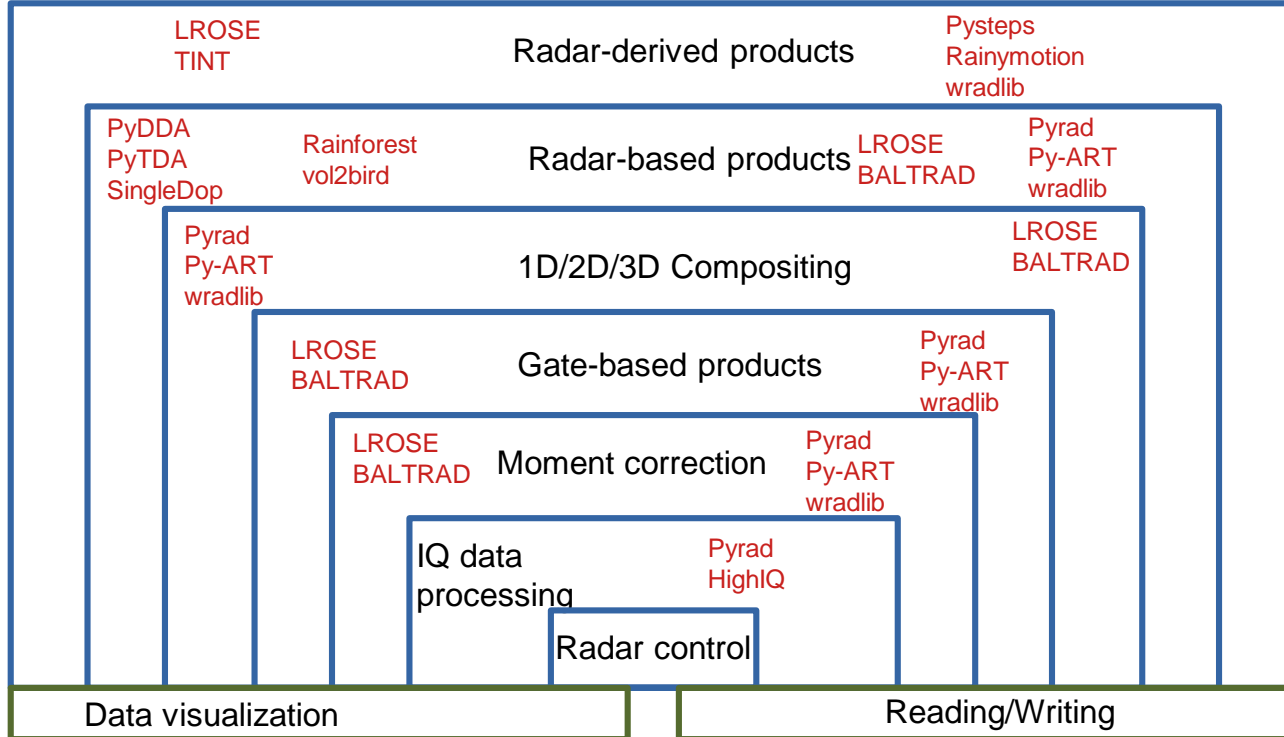 LROSE
TINT
Radar-derived products
Pysteps
Rainymotion
wradlib
PyDDA
PyTDA
SingleDop
Rainforest
vol2bird
Radar-based products
LROSE
BALTRAD
Pyrad
Py-ART
wradlib
Pyrad
Py-ART
wradlib
1D/2D/3D Compositing
LROSE
BALTRAD
LROSE
BALTRAD
Gate-based products
Pyrad
Py-ART
wradlib
LROSE
BALTRAD
Moment correction
Pyrad
Py-ART
wradlib
IQ data
processing
Pyrad
HighIQ
Radar control
Data visualization
Reading/Writing